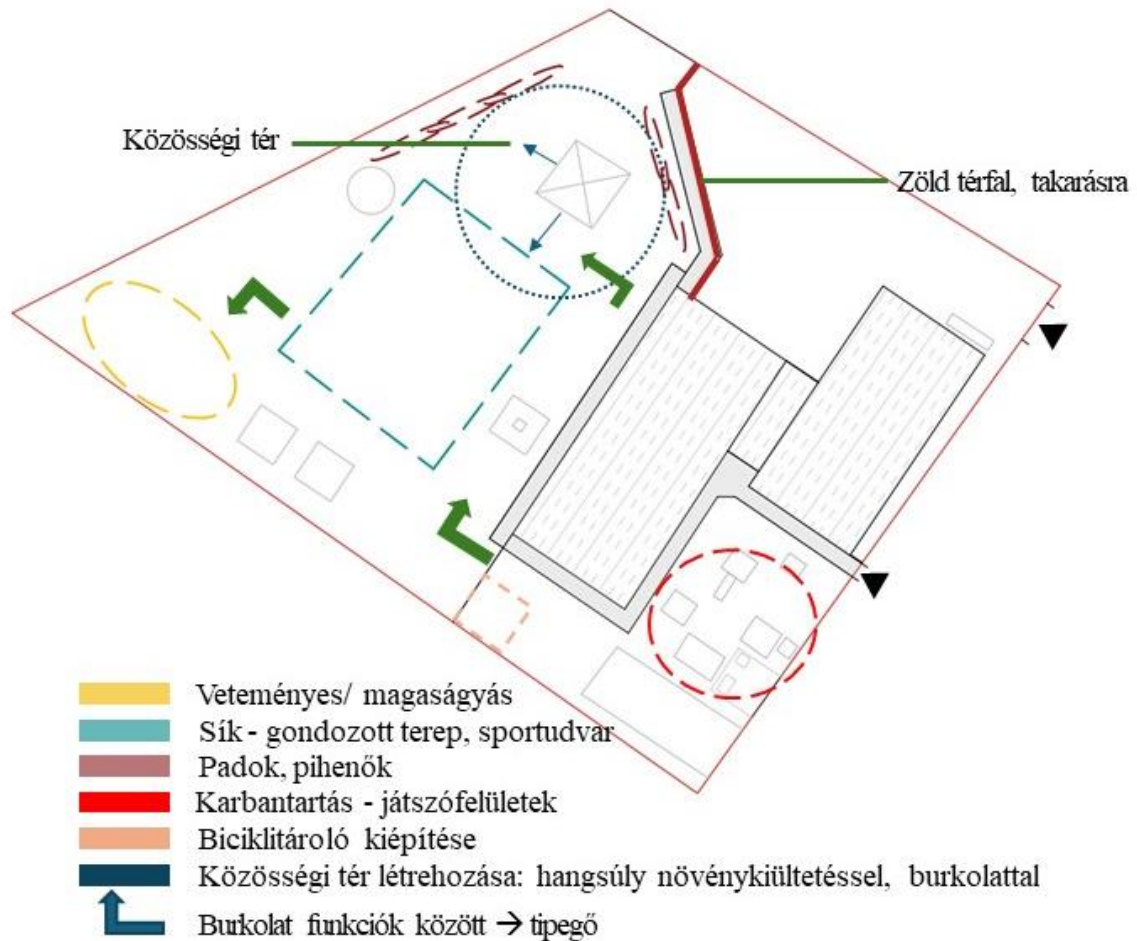 Közösségi tér
Zöld térfal, takarásra
Veteményes/ magaságyás
Sík - gondozott terep, sportudvar
Padok, pihenők
Karbantartás - játszófelületek
Biciklitároló kiépítése
Közösségi tér létrehozása: hangsúly növénykiültetéssel, burkolattal
Burkolat funkciók között → tipegő